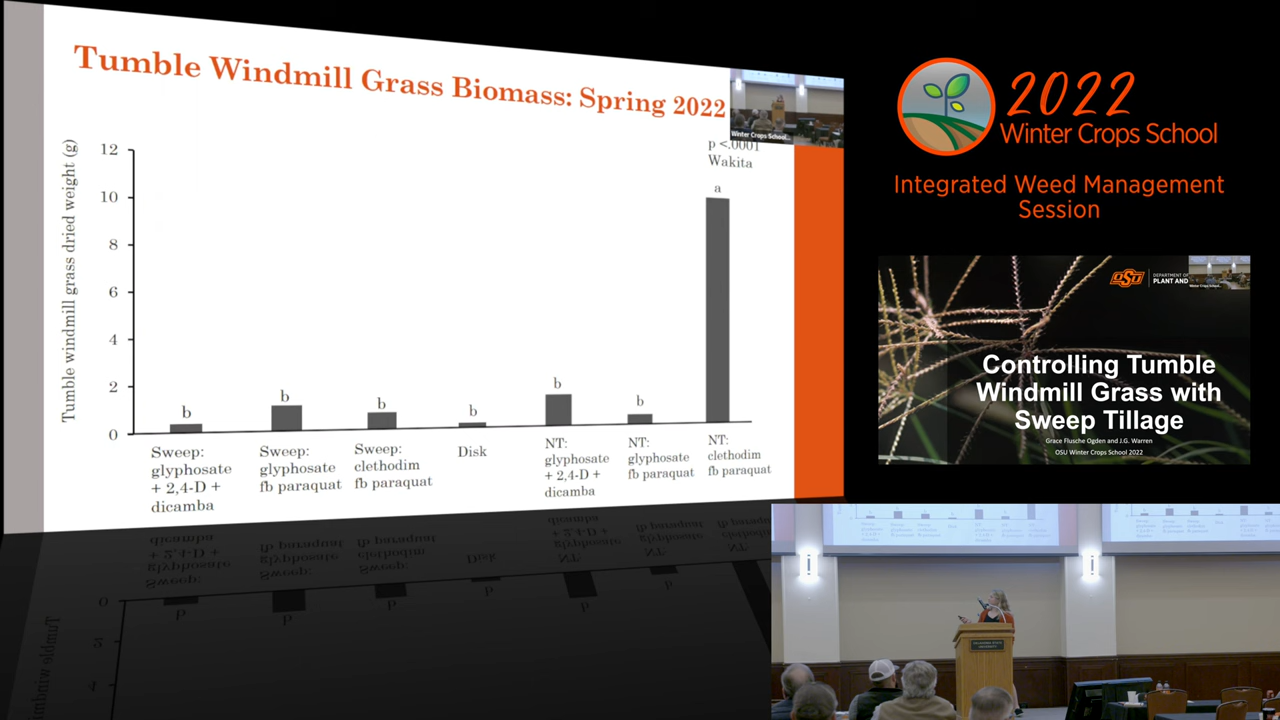 Tumble Windmill Grass Biomass: Spring 2022
Winter Crops School...
p <.0001
Wakita
Tumble windmill grass dried weight (g)
12
10
8
6
4
2
0
b
b
b
b
b
b
a
Sweep:
glyphosate
+ 2,4-D +
dicamba
Sweep:
glyphosate
fb paraquat
Sweep:
clethodim
fb paraquat
Disk
NT:
glyphosate
+ 2,4-D +
dicamba
NT:
glyphosate
fb paraquat
NT:
clethodim
fb paraquat
2022
Winter Crops School
Integrated Weed Management
Session
OSU
DEPARTMENT OF
PLANT AND
Controlling Tumble
Windmill Grass with
Sweep Tillage
Grace Flusche Ogden and J.G. Warren
OSU Winter Crops School 2022